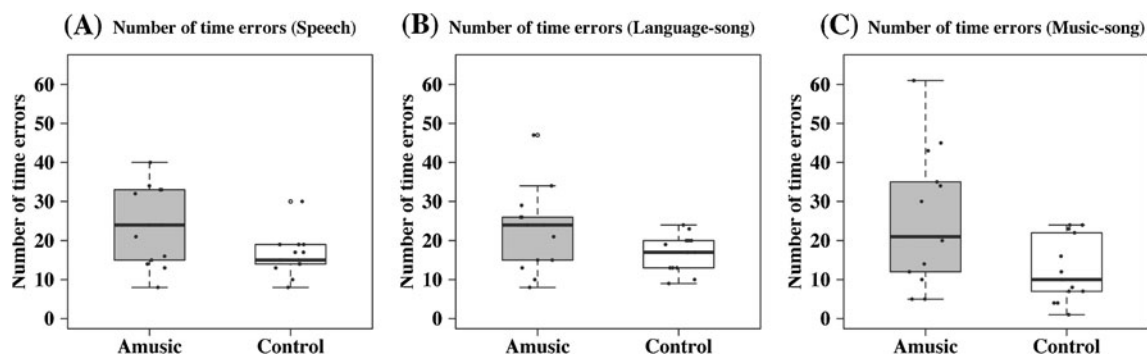 (A) Number of time errors (Speech)
Number of time errors
60
50
40
30
20
10
0
Amusic Control
(B) Number of time errors (Language-song)
Number of time errors
60
50
40
30
20
10
0
Amusic Control
(C) Number of time errors (Music-song)
Number of time errors
60
50
40
30
20
10
0
Amusic Control